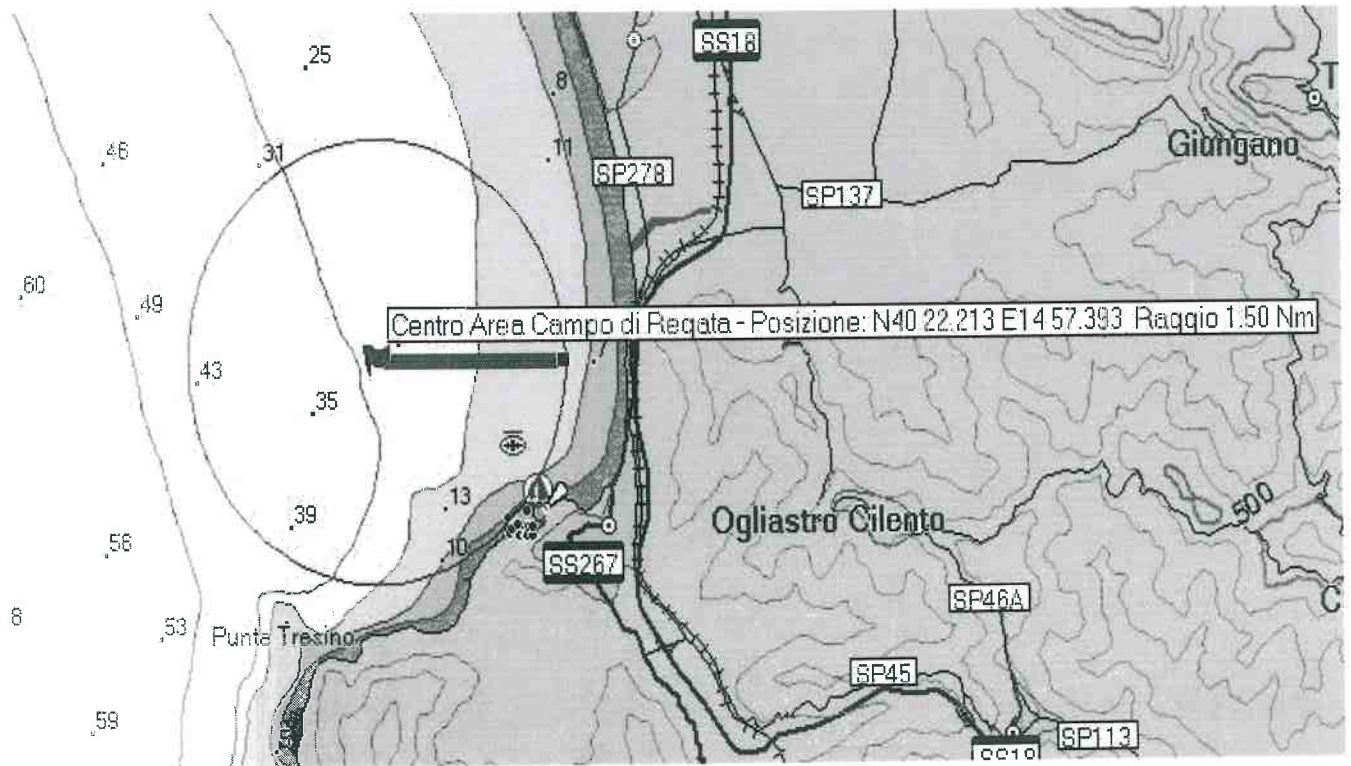 25
SS18
8
T
46
31
11
Giungano
SP278
SP137
60
49
Centro Area Campo di Regata - Posizione: N40 22.213 E14 57.393 Raggio 1.50 Nm
43
35
13
39
Ogliastro Cilento
500
56
10
SS267
SP46A
C
8
53
Punta Tresino
SP45
59
SP113
SS18